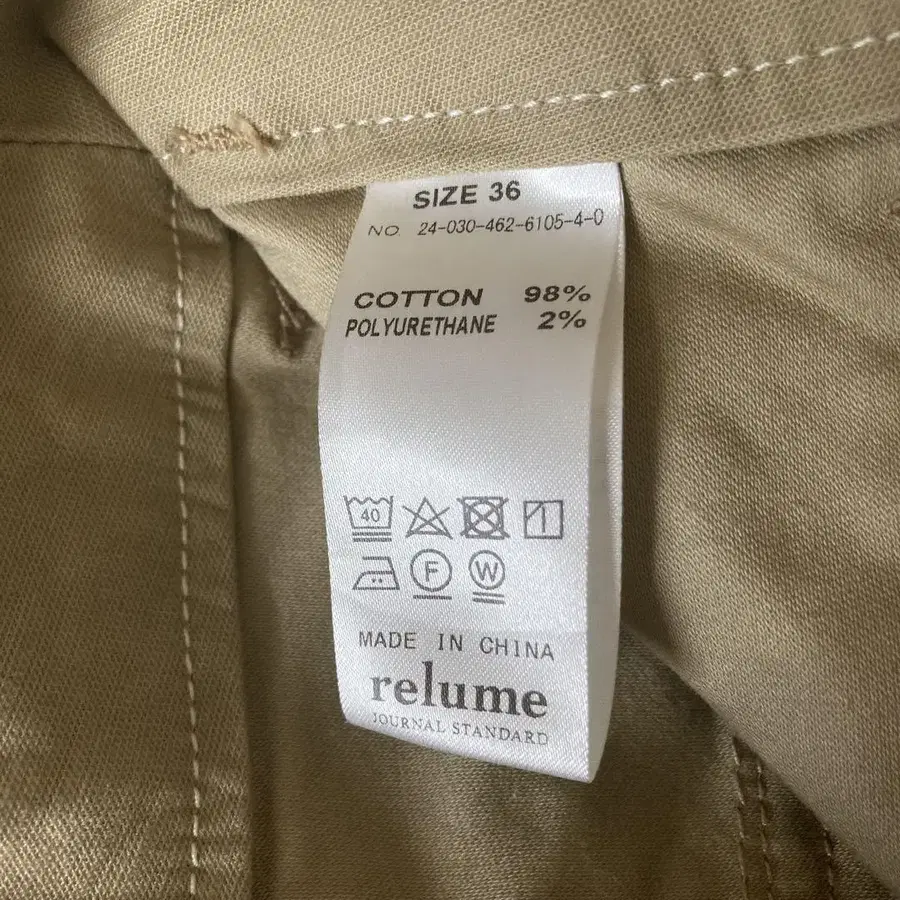 SIZE 36
NO. 24-030-462-6105-4-0
COTTON 98%
POLYURETHANE 2%
40
F W
MADE IN CHINA
relume
JOURNAL STANDARD